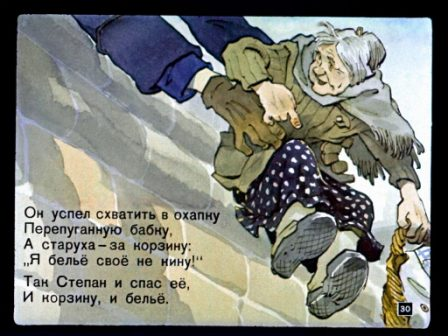 Он успел схватить в охапку
Перепуганную бабку,
А старуха – за корзину:
„Я бельё своё не кину!“
Так Степан и спас её,
И корзину, и бельё.
30